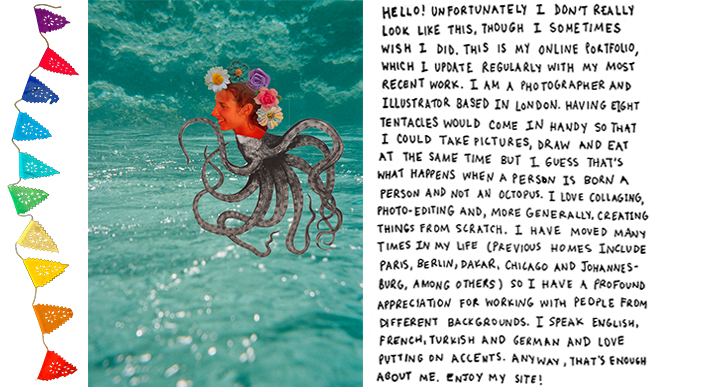 HELLO! UNFORTUNATELY I DON'T REALLY
LOOK LIKE THIS, THOUGH I SOMETIMES
WISH I DID. THIS IS MY ONLINE PORTFOLIO,
WHICH I UPDATE REGULARLY WITH MY MOST
RECENT WORK. I AM A PHOTOGRAPHER AND
ILLUSTRATOR BASED IN LONDON. HAVING EIGHT
TENTACLES WOULD COME IN HANDY SO THAT
I COULD TAKE PICTURES, DRAW AND EAT
AT THE SAME TIME BUT I GUESS THAT'S
WHAT HAPPENS WHEN A PERSON IS BORN A
PERSON AND NOT AN OCTOPUS. I LOVE COLLAGING,
PHOTO-EDITING AND, MORE GENERALLY, CREATING
THINGS FROM SCRATCH. I HAVE MOVED MANY
TIMES IN MY LIFE (PREVIOUS HOMES INCLUDE
PARIS, BERLIN, DAKAR, CHICAGO AND JOHANNES-
BURG, AMONG OTHERS) SO I HAVE A PROFOUND
APPRECIATION FOR WORKING WITH PEOPLE FROM
DIFFERENT BACKGROUNDS. I SPEAK ENGLISH,
FRENCH, TURKISH AND GERMAN AND LOVE
PUTTING ON ACCENTS. ANYWAY, THAT'S ENOUGH
ABOUT ME. ENJOY MY SITE!